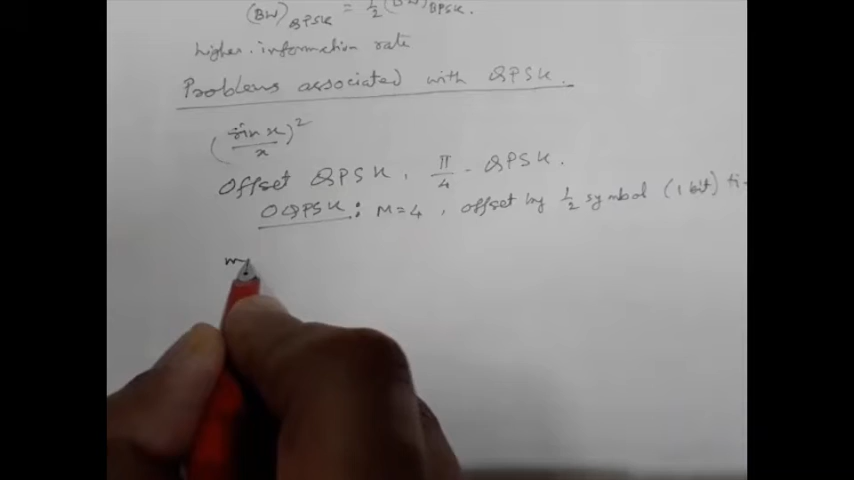 (BW)QPSK = 1/2 (BW)BPSK.
higher information rate
Problems associated with QPSK.
(sin x / x)^2
Offset QPSK, π/4 - QPSK.
OQPSK: M=4, offset by 1/2 symbol (1 bit) ti
m